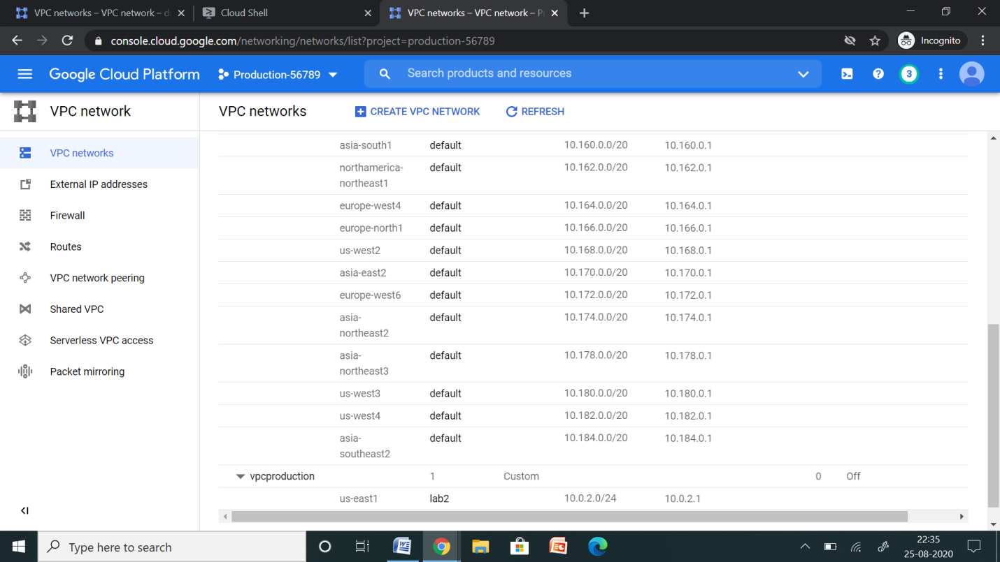 VPC networks – VPC network – d
Cloud Shell
VPC networks – VPC network – P
console.cloud.google.com/networking/networks/list?project=production-56789
Incognito
Google Cloud Platform
Production-56789
Search products and resources
3
VPC network
VPC networks
CREATE VPC NETWORK
REFRESH
VPC networks
External IP addresses
Firewall
Routes
VPC network peering
Shared VPC
Serverless VPC access
Packet mirroring
asia-south1 default 10.160.0.0/20 10.160.0.1
northamerica-
northeast1 default 10.162.0.0/20 10.162.0.1
europe-west4 default 10.164.0.0/20 10.164.0.1
europe-north1 default 10.166.0.0/20 10.166.0.1
us-west2 default 10.168.0.0/20 10.168.0.1
asia-east2 default 10.170.0.0/20 10.170.0.1
europe-west6 default 10.172.0.0/20 10.172.0.1
asia-
northeast2 default 10.174.0.0/20 10.174.0.1
asia-
northeast3 default 10.178.0.0/20 10.178.0.1
us-west3 default 10.180.0.0/20 10.180.0.1
us-west4 default 10.182.0.0/20 10.182.0.1
asia-
southeast2 default 10.184.0.0/20 10.184.0.1
vpcproduction 1 Custom 0 Off
us-east1 lab2 10.0.2.0/24 10.0.2.1
Type here to search
22:35
25-08-2020